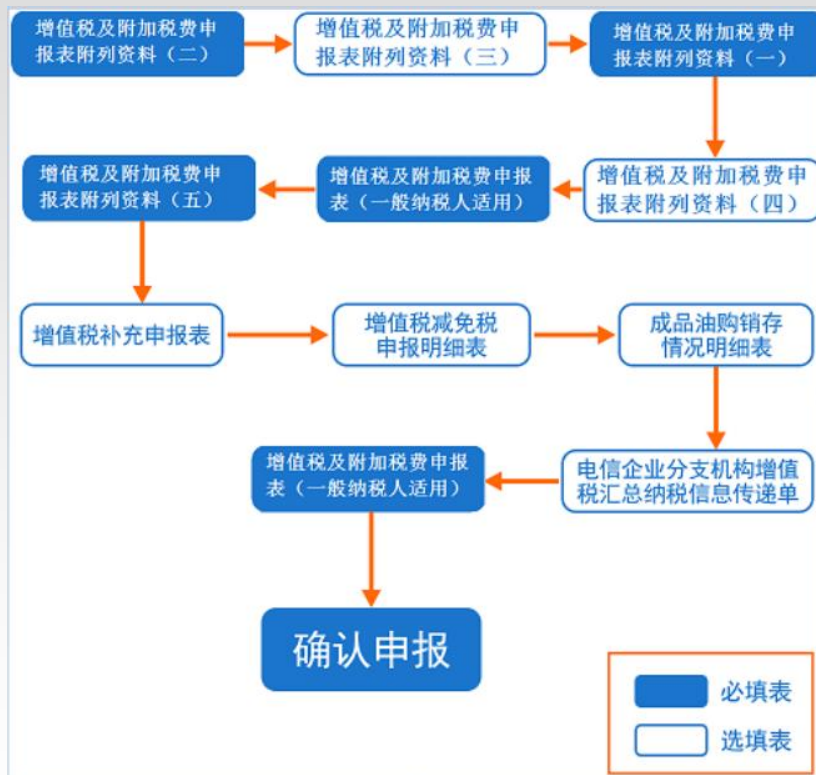 增值税及附加税费申
报表附列资料（二）
增值税及附加税费申
报表附列资料（三）
增值税及附加税费申
报表附列资料（一）
增值税及附加税费申
报表附列资料（五）
增值税及附加税费申报
表（一般纳税人适用）
增值税及附加税费申
报表附列资料（四）
增值税补充申报表
增值税减免税
申报明细表
成品油购销存
情况明细表
增值税及附加税费申报
表（一般纳税人适用）
电信企业分支机构增值
税汇总纳税信息传递单
确认申报
必填表
选填表